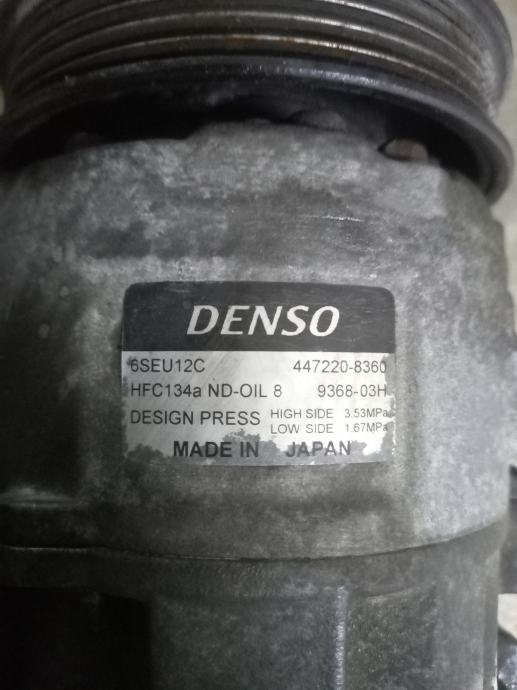 DENSO
6SEU12C 447220-8360
HFC134a ND-OIL 8 9368-03H
DESIGN PRESS HIGH SIDE 3.53MPa
LOW SIDE 1.67MPa
MADE IN JAPAN